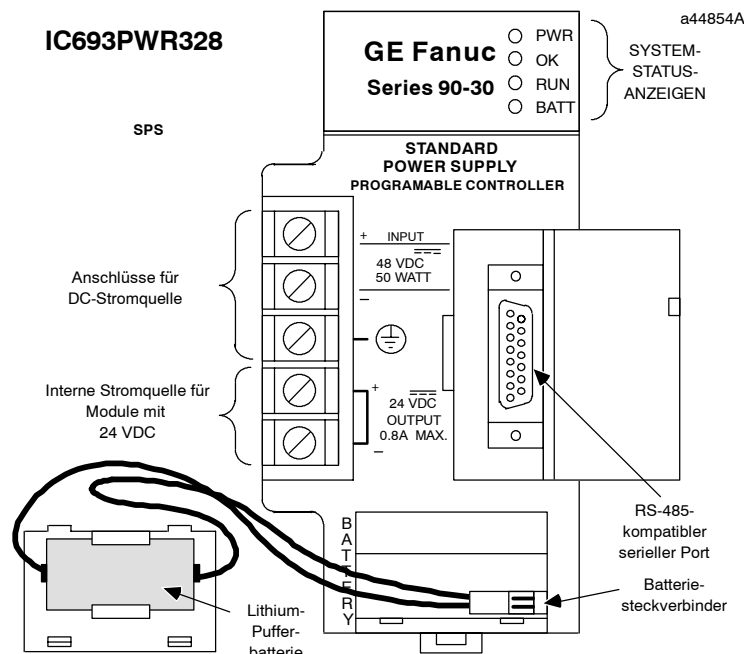 a44854A
IC693PWR328
GE Fanuc
Series 90-30
PWR
OK
RUN
BATT
SYSTEM-
STATUS-
ANZEIGEN
SPS
STANDARD
POWER SUPPLY
PROGRAMABLE CONTROLLER
+ INPUT
48 VDC
50 WATT
–
Anschlüsse für
DC-Stromquelle
Interne Stromquelle für
Module mit
24 VDC
+
24 VDC
OUTPUT
0.8A MAX.
–
RS-485-
kompatibler
serieller Port
BATTERY
Batterie-
steckverbinder
Lithium-
Puffer-
batterie